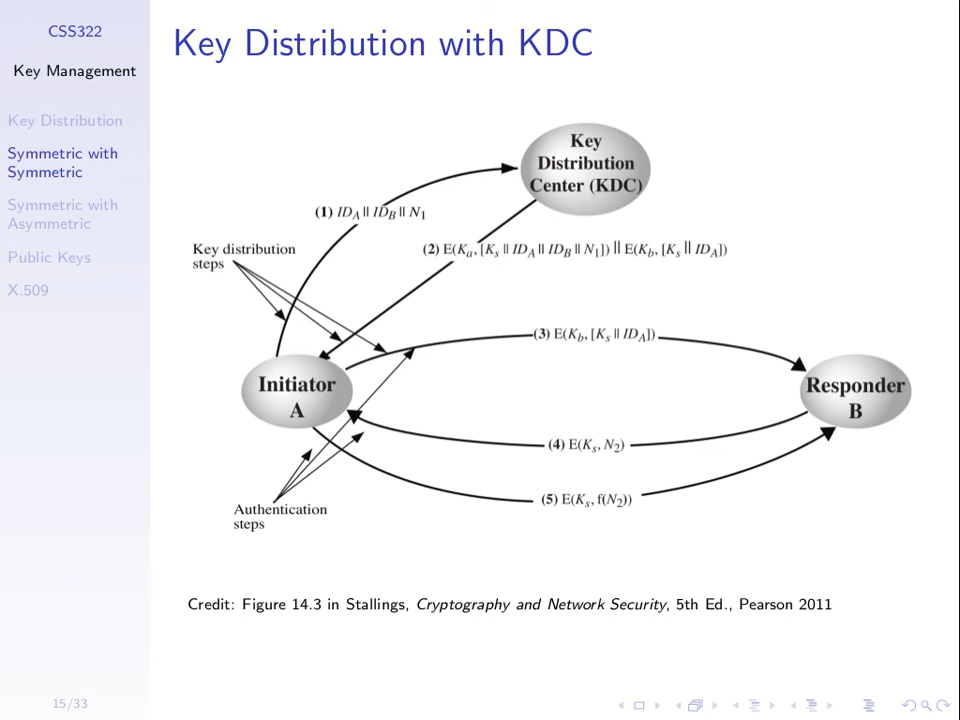 CSS322
Key Management
Key Distribution
Symmetric with
Symmetric
Symmetric with
Asymmetric
Public Keys
X.509
15/33
Key Distribution with KDC
Key
Distribution
Center (KDC)
(1) ID_A || ID_B || N_1
Key distribution
steps
(2) E(K_a, [K_s || ID_A || ID_B || N_1]) || E(K_b, [K_s || ID_A])
(3) E(K_b, [K_s || ID_A])
Initiator
A
Responder
B
(4) E(K_s, N_2)
(5) E(K_s, f(N_2))
Authentication
steps
Credit: Figure 14.3 in Stallings, Cryptography and Network Security, 5th Ed., Pearson 2011